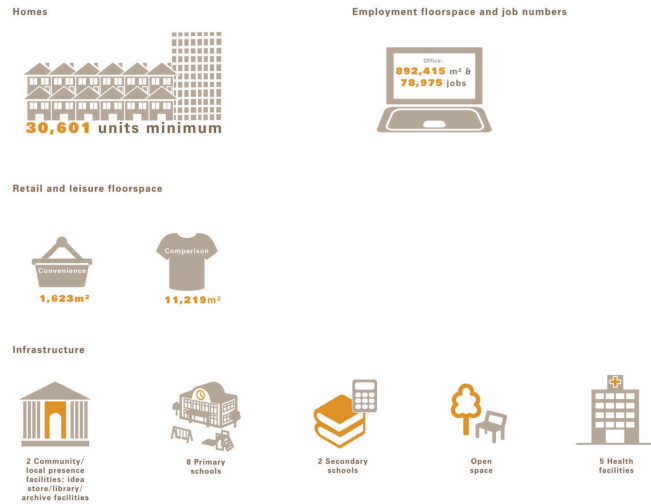 Homes
Employment floorspace and job numbers
Office:
892,415 m² &
78,975 jobs
30,601 units minimum
Retail and leisure floorspace
Convenience
Comparison
1,623m²
11,219m²
Infrastructure
2 Community/
local presence
facilities: idea
store/library/
archive facilities
8 Primary
schools
2 Secondary
schools
Open
space
5 Health
facilities